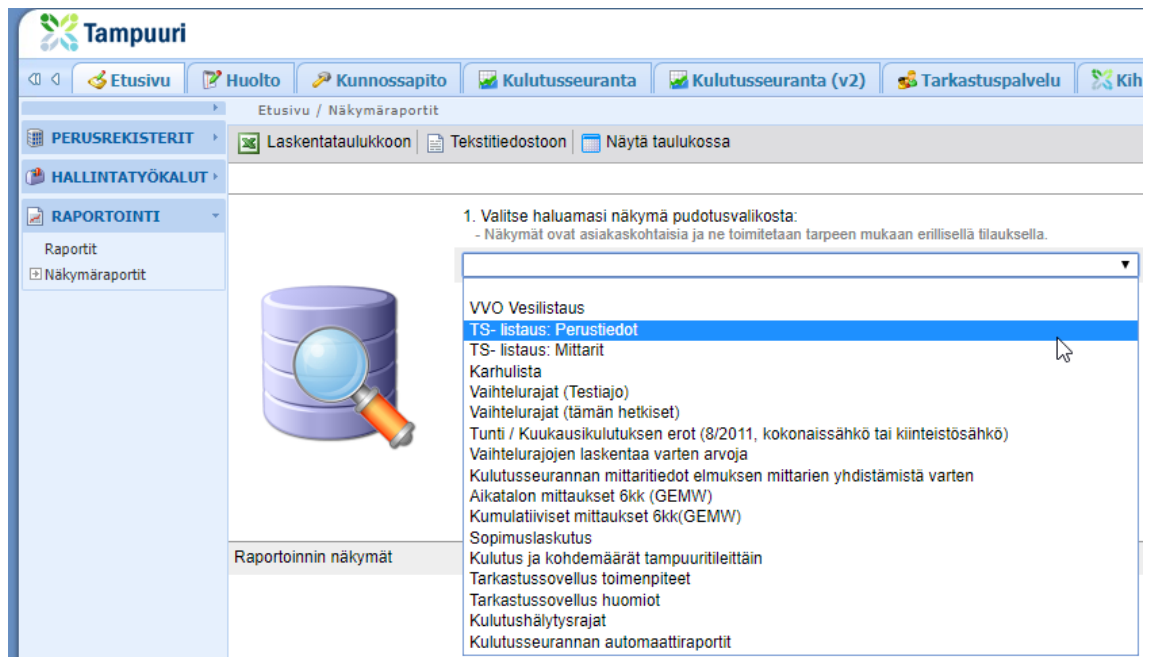 Tampuuri
Etusivu Huolto Kunnossapito Kulutusseuranta Kulutusseuranta (v2) Tarkastuspalvelu Kih
Etusivu / Näkymäraportit
PERUSREKISTERIT
Laskentataulukkoon Tekstitiedostoon Näytä taulukossa
HALLINTATYÖKALUT
RAPORTOINTI
Raportit
Näkymäraportit
1. Valitse haluamasi näkymä pudotusvalikosta:
- Näkymät ovat asiakaskohtaisia ja ne toimitetaan tarpeen mukaan erillisellä tilauksella.
VVO Vesilistaus
TS- listaus: Perustiedot
TS- listaus: Mittarit
Karhulista
Vaihtelurajat (Testiajo)
Vaihtelurajat (tämän hetkiset)
Tunti / Kuukausikulutuksen erot (8/2011, kokonaissähkö tai kiinteistösähkö)
Vaihtelurajojen laskentaa varten arvoja
Kulutusseurannan mittaritiedot elmuksen mittarien yhdistämistä varten
Aikatalon mittaukset 6kk (GEMW)
Kumulatiiviset mittaukset 6kk(GEMW)
Sopimuslaskutus
Kulutus ja kohdemäärät tampuuritileittäin
Tarkastussovellus toimenpiteet
Tarkastussovellus huomiot
Kulutushälytysrajat
Kulutusseurannan automaattiraportit
Raportoinnin näkymät